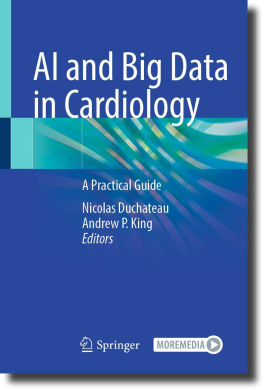 AI and Big Data
in Cardiology
A Practical Guide
Nicolas Duchateau
Andrew P. King
Editors
Springer
MOREMEDIA